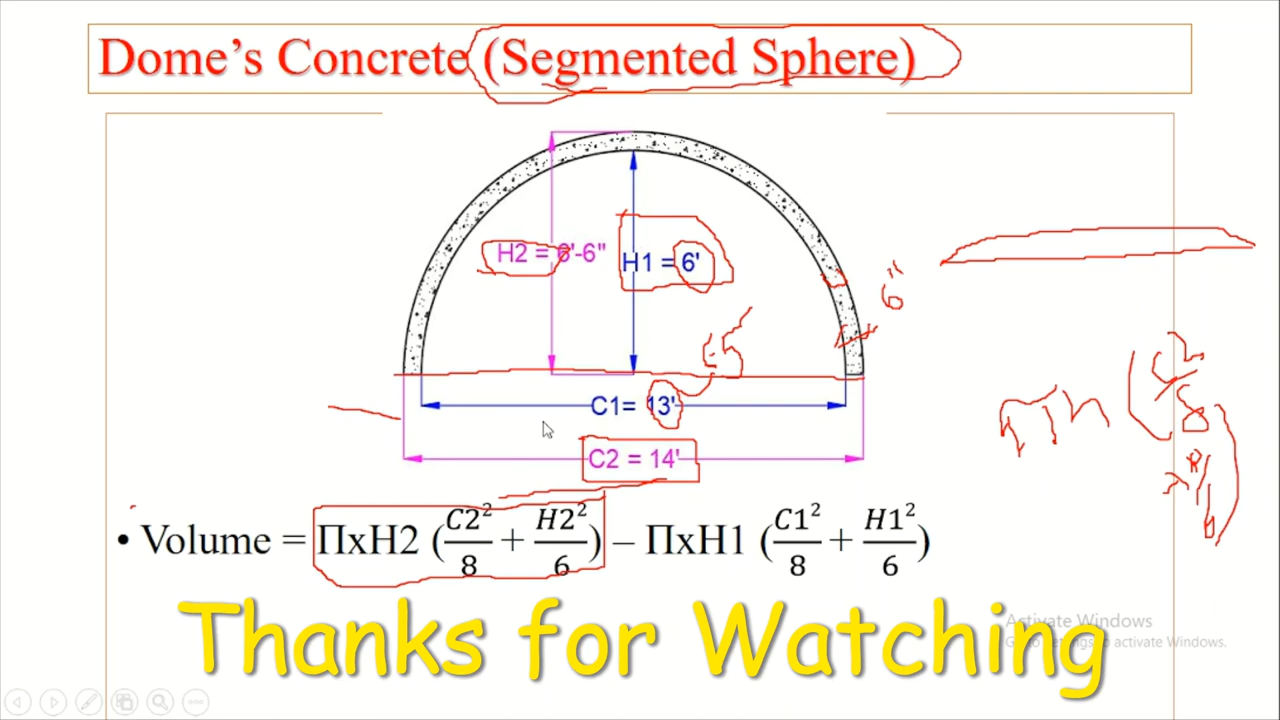 Dome's Concrete (Segmented Sphere)
H2 = 6'-6"
H1 = 6'
6"
C1= 13'
C2 = 14'
• Volume = ΠxH2 (C2²/8 + H2²/6) – ΠxH1 (C1²/8 + H1²/6)
Thanks for Watching
Activate Windows